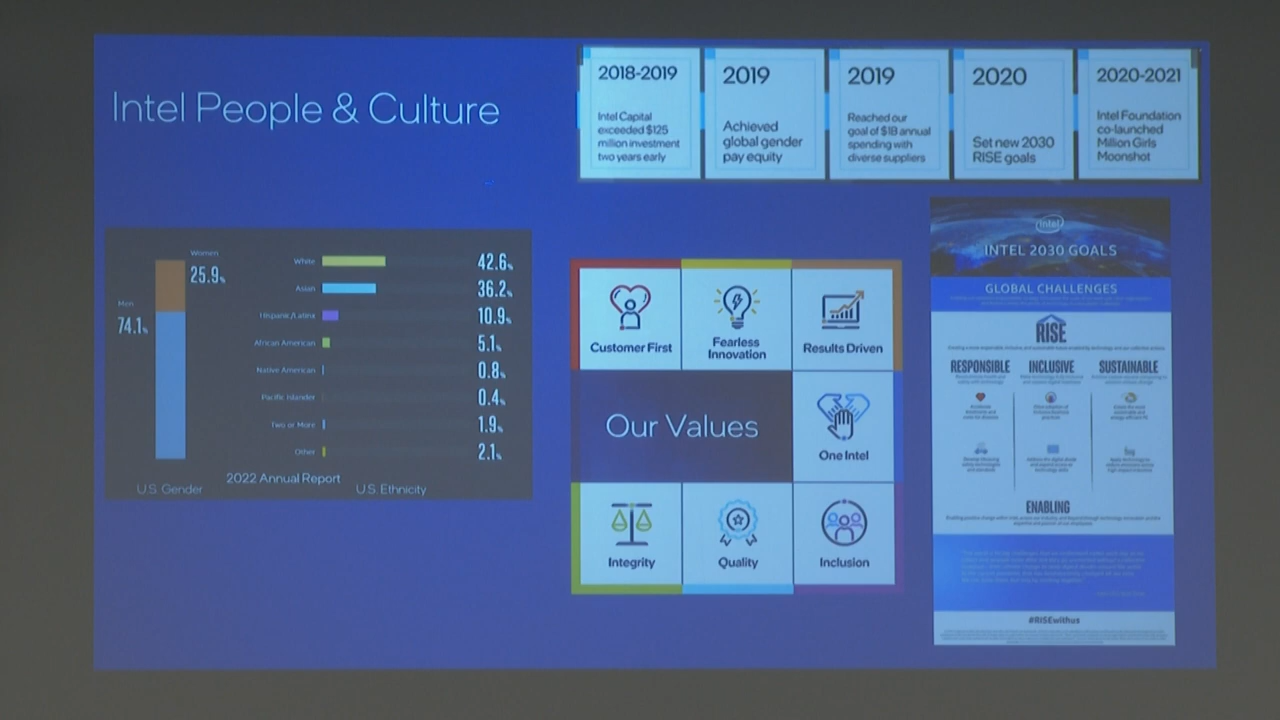 Intel People & Culture
2018-2019
Intel Capital
exceeded $125
million investment
two years early
2019
Achieved
global gender
pay equity
2019
Reached our
goal of $1B annual
spending with
diverse suppliers
2020
Set new 2030
RISE goals
2020-2021
Intel Foundation
co-launched
Million Girls
Moonshot
Women
25.9%
Men
74.1%
U.S. Gender
White 42.6%
Asian 36.2%
Hispanic/Latinx 10.9%
African American 5.1%
Native American 0.8%
Pacific Islander 0.4%
Two or More 1.9%
Other 2.1%
2022 Annual Report
U.S. Ethnicity
Customer First
Fearless
Innovation
Results Driven
Our Values
One Intel
Integrity
Quality
Inclusion
intel
INTEL 2030 GOALS
GLOBAL CHALLENGES
RISE
RESPONSIBLE INCLUSIVE SUSTAINABLE
ENABLING
#RISEwithus